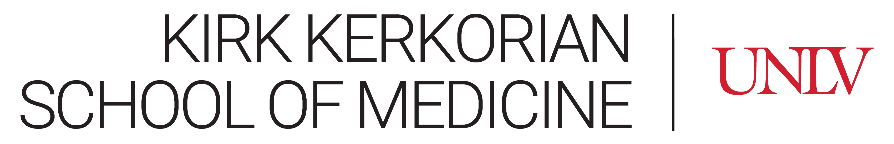 KIRK KERKORIAN
SCHOOL OF MEDICINE
UNLV